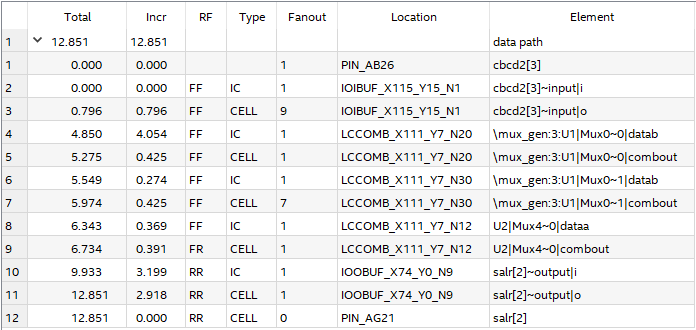 Total Incr RF Type Fanout Location Element
1 12.851 12.851 data path
1 0.000 0.000 1 PIN_AB26 cbcd2[3]
2 0.000 0.000 FF IC 1 IOIBUF_X115_Y15_N1 cbcd2[3]~input|i
3 0.796 0.796 FF CELL 9 IOIBUF_X115_Y15_N1 cbcd2[3]~input|o
4 4.850 4.054 FF IC 1 LCCOMB_X111_Y7_N20 \mux_gen:3:U1|Mux0~0|datab
5 5.275 0.425 FF CELL 1 LCCOMB_X111_Y7_N20 \mux_gen:3:U1|Mux0~0|combout
6 5.549 0.274 FF IC 1 LCCOMB_X111_Y7_N30 \mux_gen:3:U1|Mux0~1|datab
7 5.974 0.425 FF CELL 7 LCCOMB_X111_Y7_N30 \mux_gen:3:U1|Mux0~1|combout
8 6.343 0.369 FF IC 1 LCCOMB_X111_Y7_N12 U2|Mux4~0|dataa
9 6.734 0.391 FR CELL 1 LCCOMB_X111_Y7_N12 U2|Mux4~0|combout
10 9.933 3.199 RR IC 1 IOOBUF_X74_Y0_N9 salr[2]~output|i
11 12.851 2.918 RR CELL 1 IOOBUF_X74_Y0_N9 salr[2]~output|o
12 12.851 0.000 RR CELL 0 PIN_AG21 salr[2]